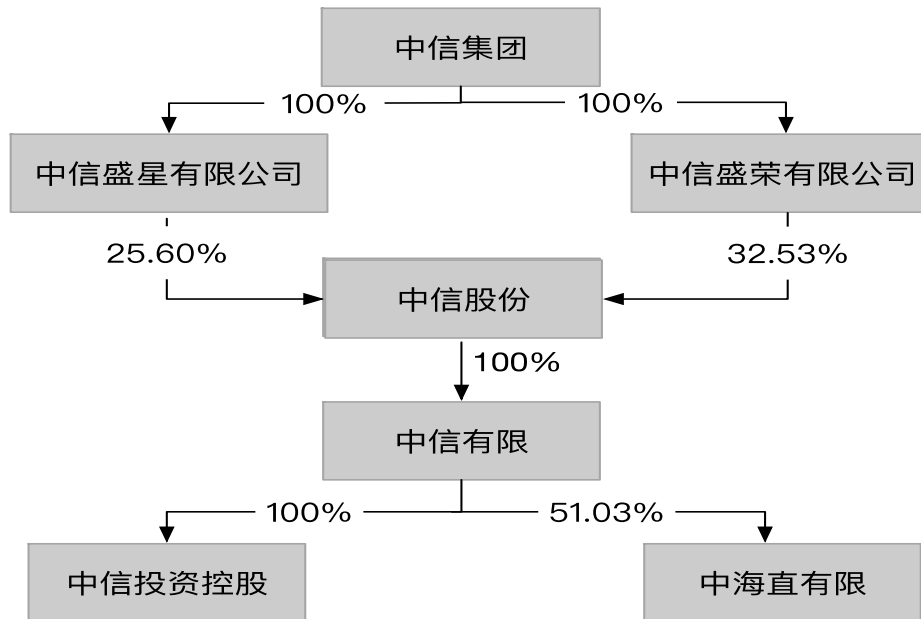 中信集团
100%
100%
中信盛星有限公司
中信盛荣有限公司
25.60%
32.53%
中信股份
100%
中信有限
100%
51.03%
中信投资控股
中海直有限